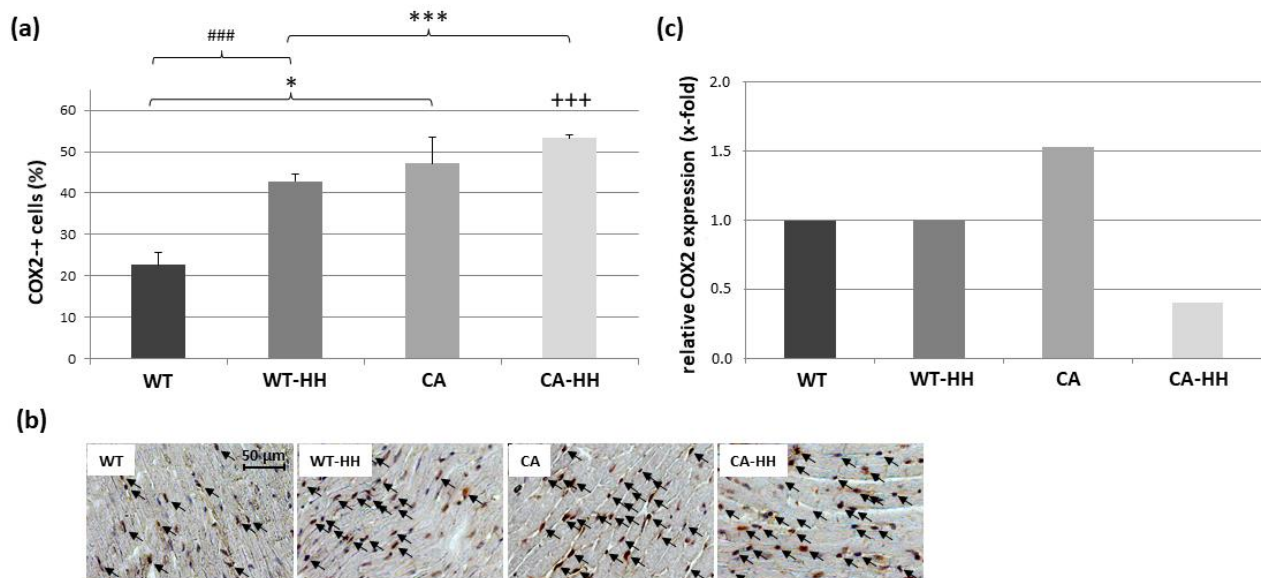 (a)
###
***
*
+++
COX2-+ cells (%)
60
50
40
30
20
10
0
WT
WT-HH
CA
CA-HH
(c)
relative COX2 expression (x-fold)
2.0
1.5
1.0
0.5
0.0
WT
WT-HH
CA
CA-HH
(b)
WT
50 µm
WT-HH
CA
CA-HH